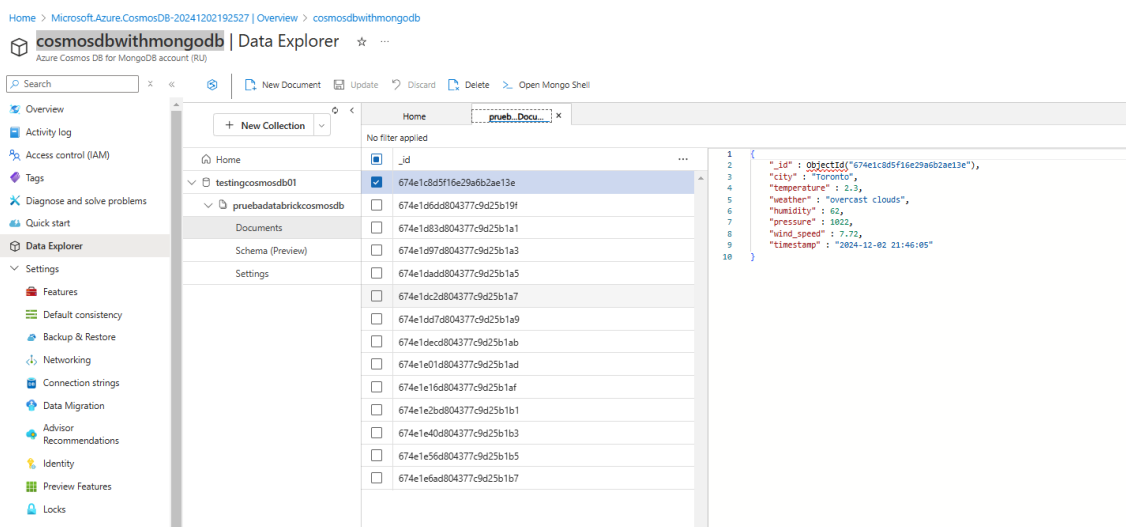 Home > Microsoft.Azure.CosmosDB-20241202192527 | Overview > cosmosdbwithmongodb
cosmosdbwithmongodb | Data Explorer
Azure Cosmos DB for MongoDB account (RU)
Search
Overview
Activity log
Access control (IAM)
Tags
Diagnose and solve problems
Quick start
Data Explorer
Settings
Features
Default consistency
Backup & Restore
Networking
Connection strings
Data Migration
Advisor
Recommendations
Identity
Preview Features
Locks
New Document Update Discard Delete Open Mongo Shell
+ New Collection
Home
testingcosmosdb01
pruebadatabrickcosmosdb
Documents
Schema (Preview)
Settings
Home prueb...Docu... ×
No filter applied
_id ...
674e1c8d5f16e29a6b2ae13e
674e1d6dd804377c9d25b19f
674e1d83d804377c9d25b1a1
674e1d97d804377c9d25b1a3
674e1dadd804377c9d25b1a5
674e1dc2d804377c9d25b1a7
674e1dd7d804377c9d25b1a9
674e1decd804377c9d25b1ab
674e1e01d804377c9d25b1ad
674e1e16d804377c9d25b1af
674e1e2bd804377c9d25b1b1
674e1e40d804377c9d25b1b3
674e1e56d804377c9d25b1b5
674e1e6ad804377c9d25b1b7
1 {
2 "_id" : ObjectId("674e1c8d5f16e29a6b2ae13e"),
3 "city" : "Toronto",
4 "temperature" : 2.3,
5 "weather" : "overcast clouds",
6 "humidity" : 62,
7 "pressure" : 1022,
8 "wind_speed" : 7.72,
9 "timestamp" : "2024-12-02 21:46:05"
10 }